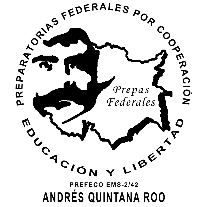 PREPARATORIAS FEDERALES POR COOPERACIÓN
Prepas
Federales
EDUCACIÓN Y LIBERTAD
PREFECO EMS-2/42
ANDRÉS QUINTANA ROO